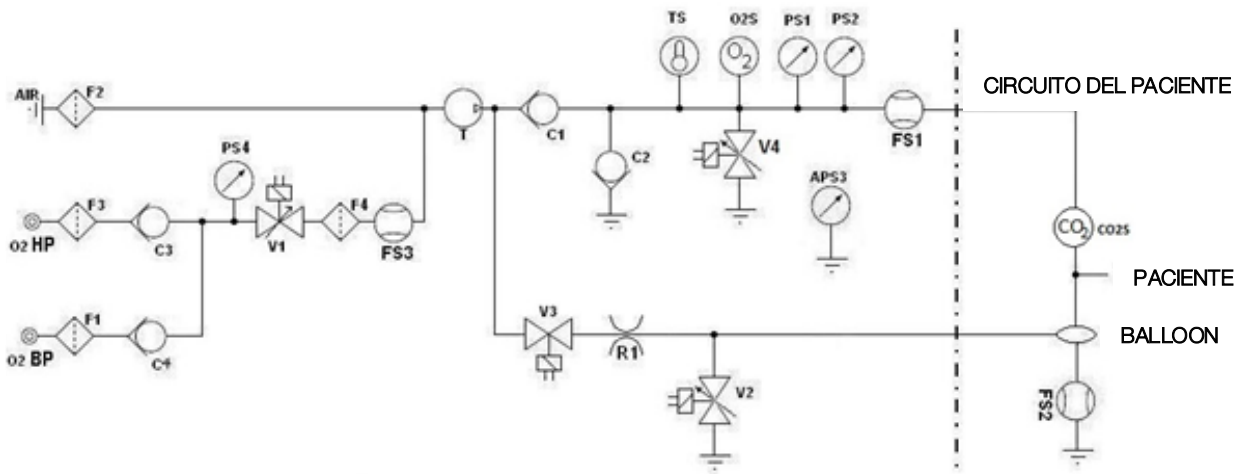 TS
O2S
PS1
PS2
O2
CIRCUITO DEL PACIENTE
AIR
F2
T
C1
C2
V4
FS1
PS4
F3
O2 HP
C3
V1
F4
FS3
APS3
CO2
CO2S
PACIENTE
F1
O2 BP
C4
V3
R1
V2
BALLOON
FS2